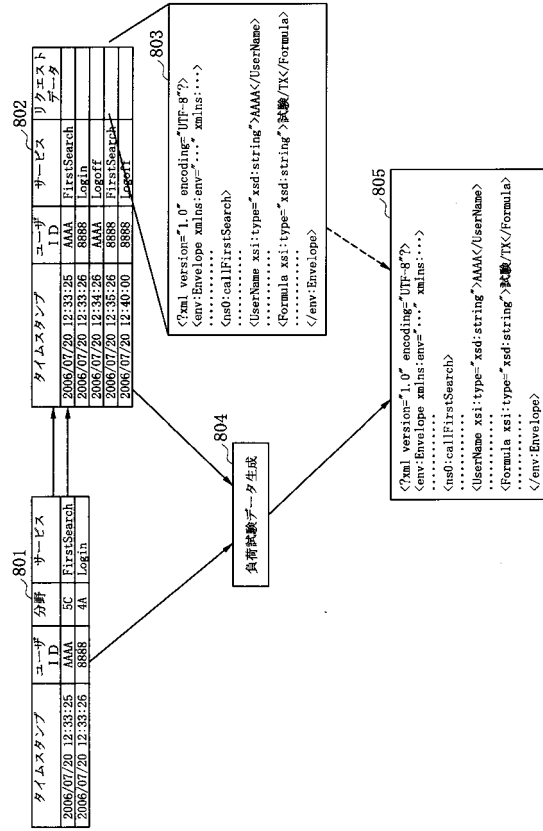 801
タイムスタンプ ユーザID 分野 サービス
2006/07/20 12:33:25 AAAA 5C FirstSearch
2006/07/20 12:33:26 8888 4A Login
802
タイムスタンプ ユーザID サービス リクエストデータ
2006/07/20 12:33:25 AAAA FirstSearch
2006/07/20 12:33:26 8888 Login
2006/07/20 12:34:26 AAAA Logoff
2006/07/20 12:35:26 8888 FirstSearch
2006/07/20 12:40:00 8888 Logoff
803
<?xml version="1.0" encoding="UTF-8"?>
<env:Envelope xmlns:env="..." xmlns:...>
............
<ns0:callFirstSearch>
............
<UserName xsi:type="xsd:string">AAAA</UserName>
............
<Formula xsi:type="xsd:string">試験/TX</Formula>
............
</env:Envelope>
804
負荷試験データ生成
805
<?xml version="1.0" encoding="UTF-8"?>
<env:Envelope xmlns:env="..." xmlns:...>
............
<ns0:callFirstSearch>
............
<UserName xsi:type="xsd:string">AAAA</UserName>
............
<Formula xsi:type="xsd:string">試験/TX</Formula>
............
</env:Envelope>